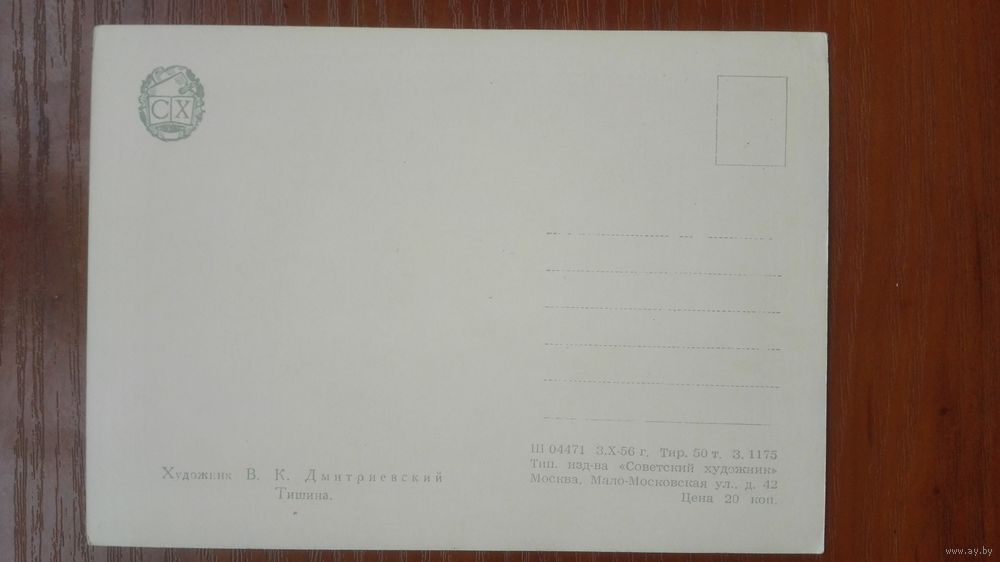 СХ
Художник В. К. Дмитриевский
Тишина.
Ш 04471 3.X-56 г. Тир. 50 т. З. 1175
Тип. изд-ва «Советский художник»
Москва, Мало-Московская ул., д. 42
Цена 20 коп.
www.ay.by